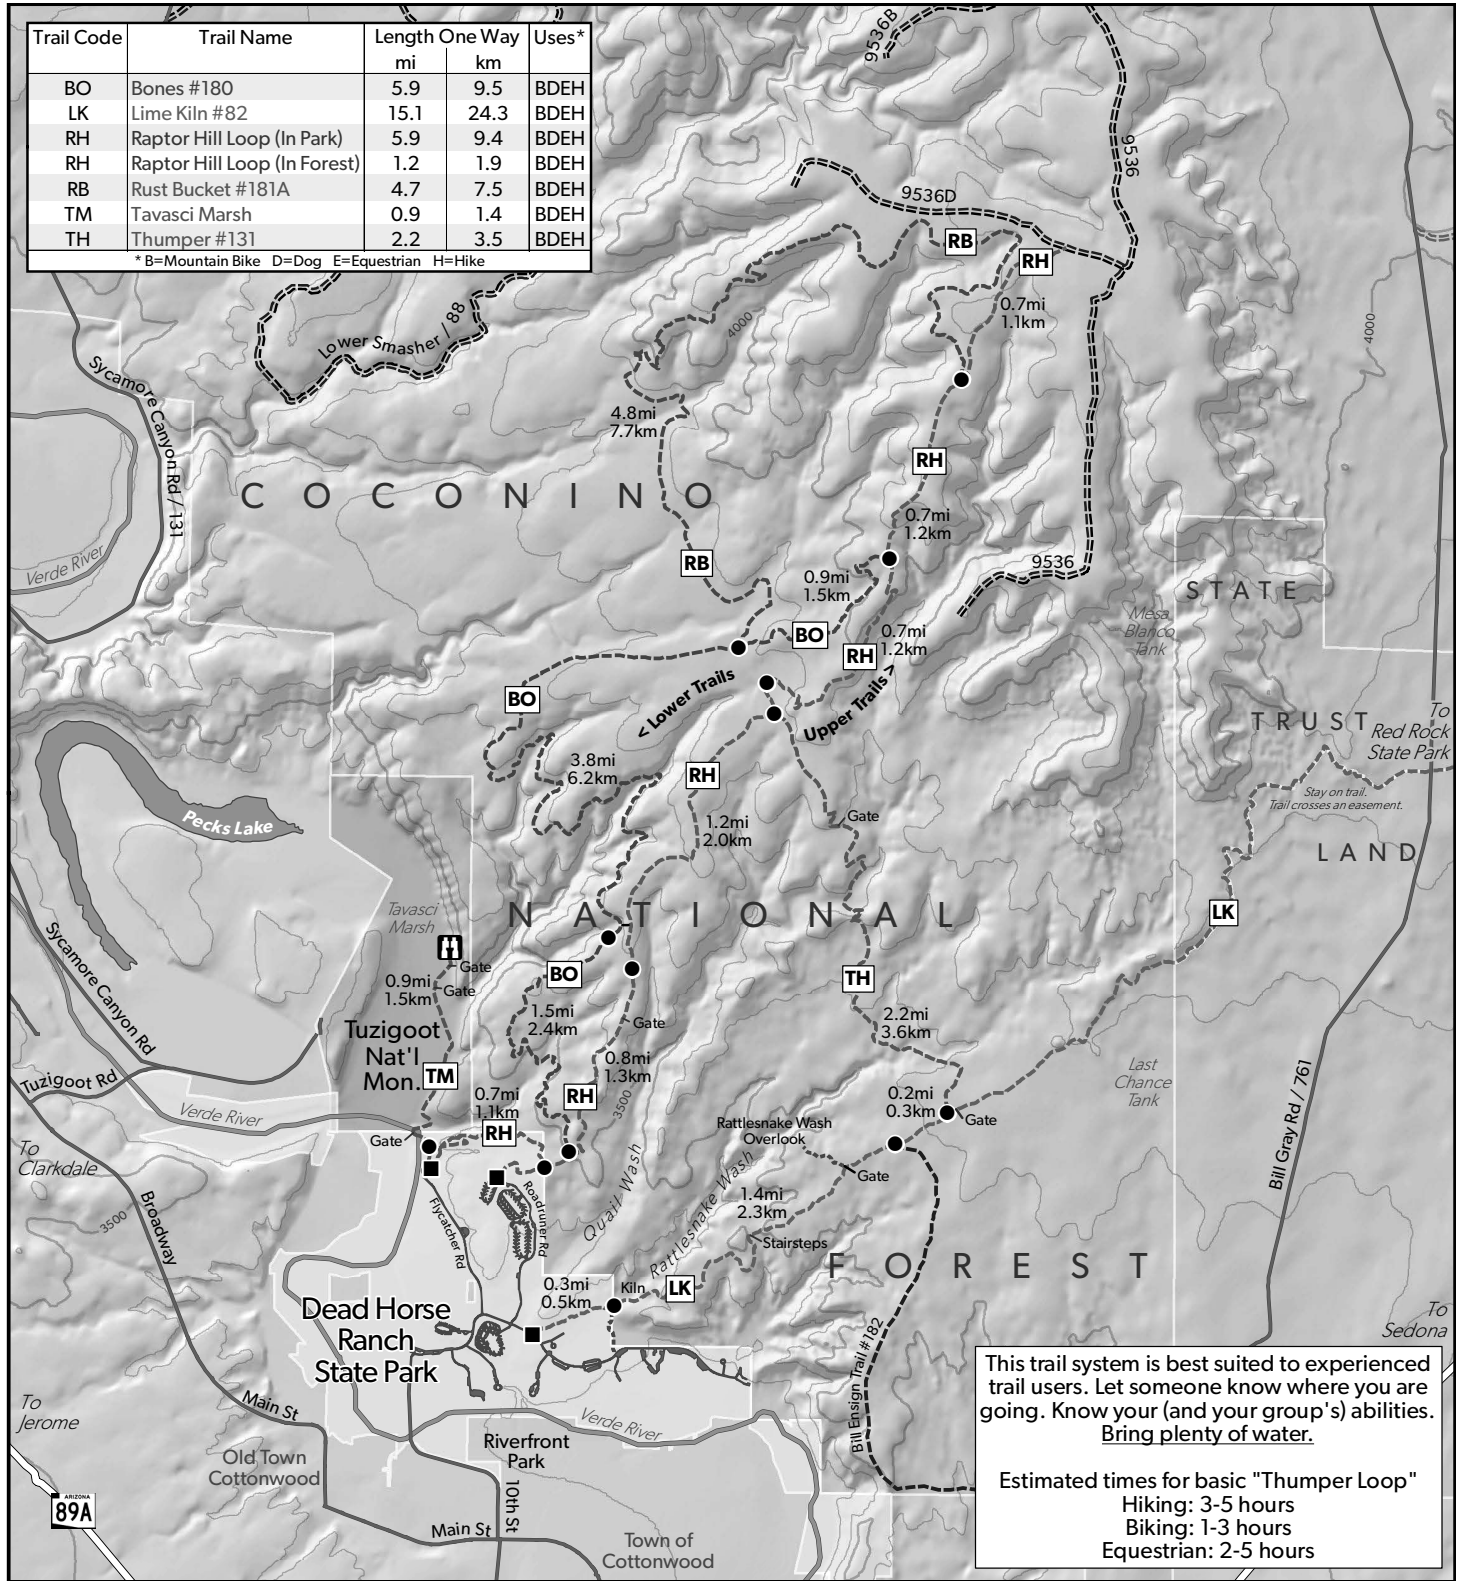 Trail Code Trail Name Length One Way Uses*
mi km
BO Bones #180 5.9 9.5 BDEH
LK Lime Kiln #82 15.1 24.3 BDEH
RH Raptor Hill Loop (In Park) 5.9 9.4 BDEH
RH Raptor Hill Loop (In Forest) 1.2 1.9 BDEH
RB Rust Bucket #181A 4.7 7.5 BDEH
TM Tavasci Marsh 0.9 1.4 BDEH
TH Thumper #131 2.2 3.5 BDEH
* B=Mountain Bike D=Dog E=Equestrian H=Hike
9536B
9536
9536D
RB
RH
0.7mi
1.1km
Lower Smasher / 88
4000
4000
Sycamore Canyon Rd / 131
4.8mi
7.7km
RH
COCONINO
0.7mi
1.2km
Verde River
RB
0.9mi
1.5km
9536
STATE
Mesa
Blanco
Tank
BO
0.7mi
1.2km
RH
BO
< Lower Trails
Upper Trails >
TRUST
To
Red Rock
State Park
3.8mi
6.2km
RH
Stay on trail.
Trail crosses an easement.
Pecks Lake
1.2mi
2.0km
Gate
LAND
Tavasci
Marsh
NATIONAL
LK
Sycamore Canyon Rd
Gate
0.9mi
1.5km
Gate
BO
TH
1.5mi
2.4km
Gate
2.2mi
3.6km
Tuzigoot
Nat'l
Mon.
TM
0.8mi
1.3km
Last
Chance
Tank
Tuzigoot Rd
0.7mi
1.1km
RH
3500
0.2mi
0.3km
Gate
Verde River
RH
Rattlesnake Wash
Overlook
Bill Gray Rd / 761
Gate
To
Clarkdale
Gate
Quail Wash
Rattlesnake Wash
1.4mi
2.3km
3500
Broadway
Flycatcher Rd
Roadruner Rd
Stairsteps
FOREST
0.3mi
0.5km
Kiln
LK
Dead Horse
Ranch
State Park
Bill Ensign Trail #182
To
Sedona
This trail system is best suited to experienced
trail users. Let someone know where you are
going. Know your (and your group's) abilities.
Bring plenty of water.
Estimated times for basic "Thumper Loop"
Hiking: 3-5 hours
Biking: 1-3 hours
Equestrian: 2-5 hours
To
Jerome
Main St
Verde River
Old Town
Cottonwood
Riverfront
Park
10th St
ARIZONA
89A
Main St
Town of
Cottonwood